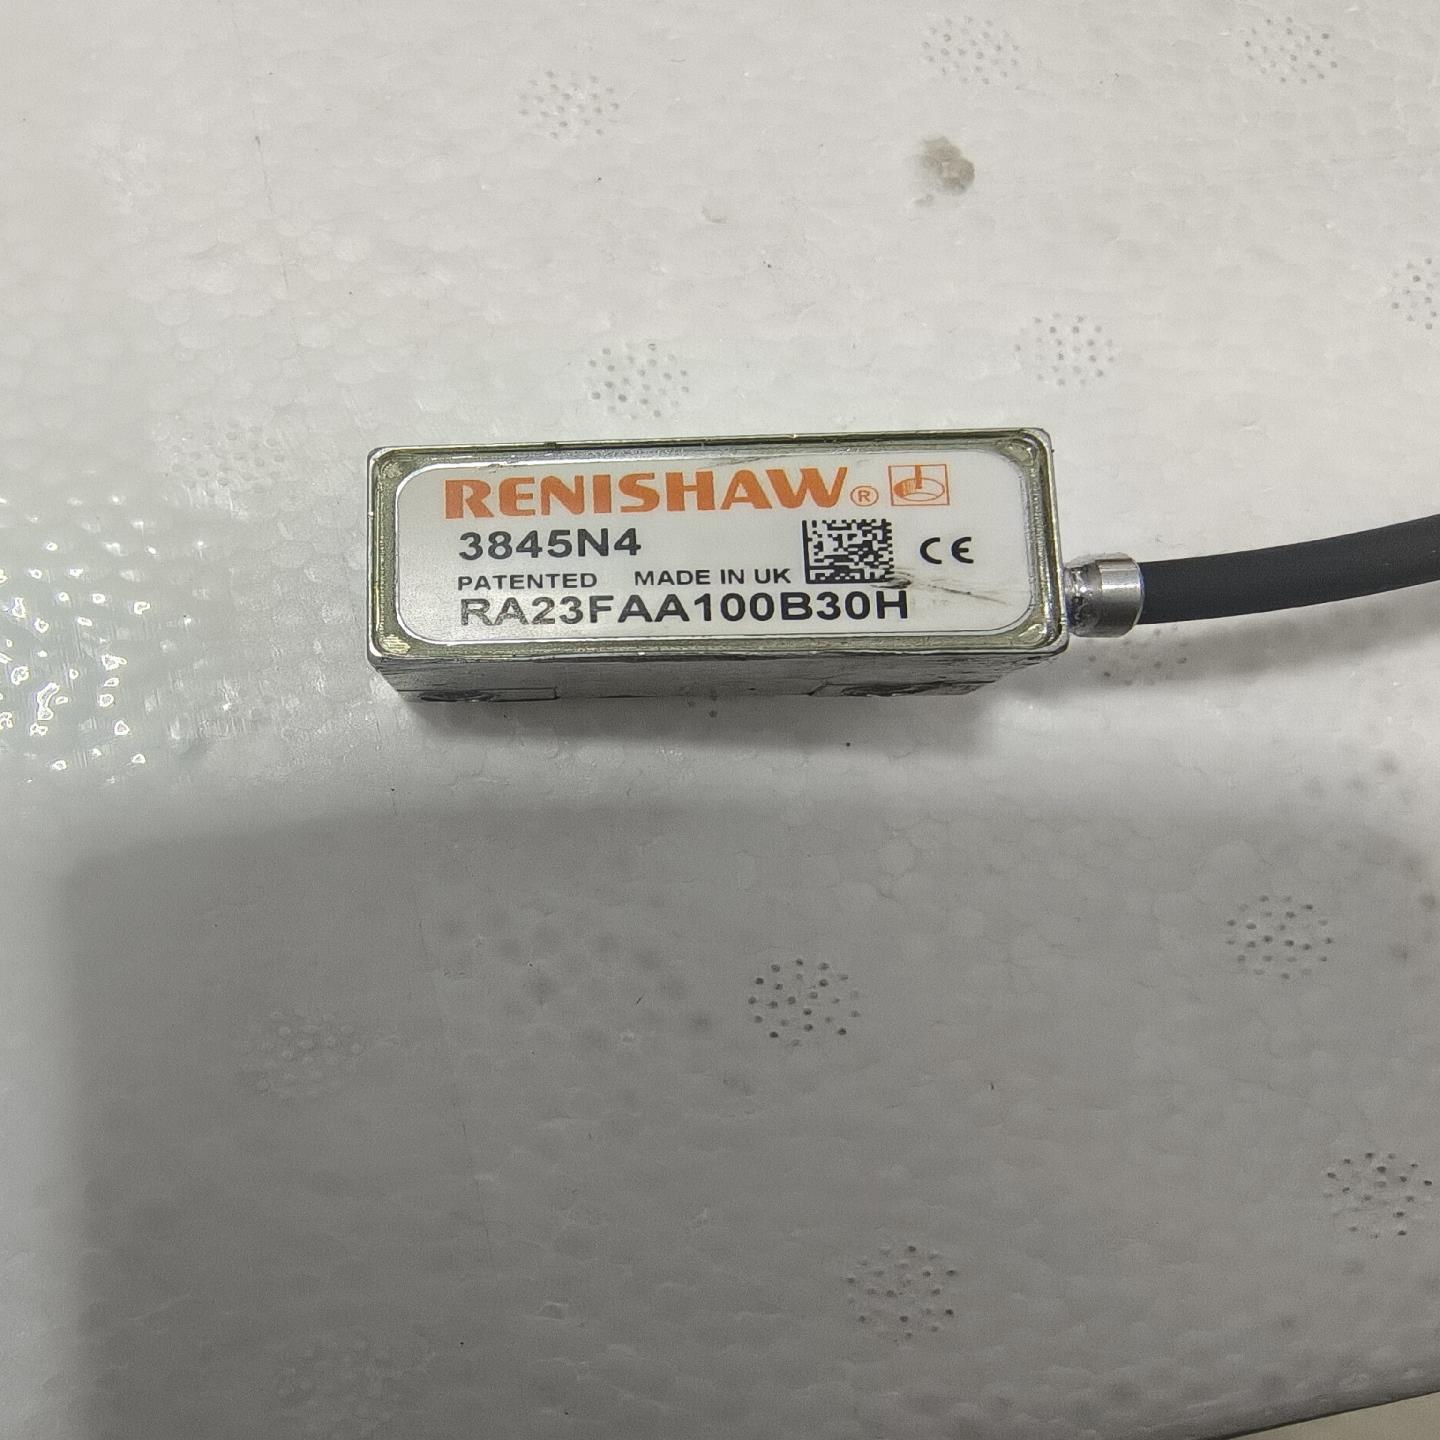 RENISHAW®
3845N4
CE
PATENTED MADE IN UK
RA23FAA100B30H